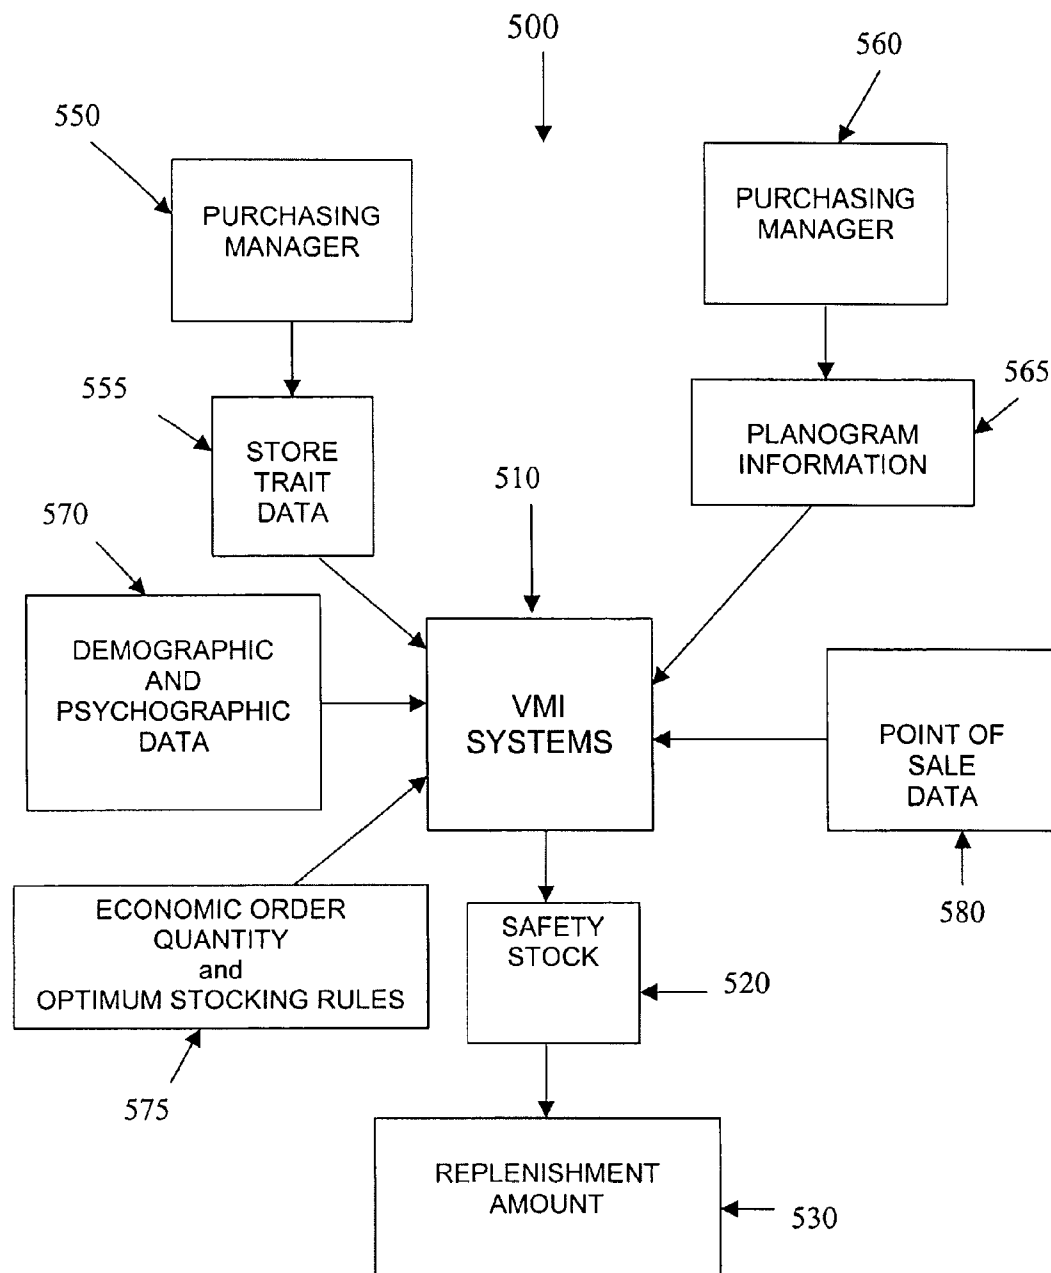 500
560
550
PURCHASING
MANAGER
PURCHASING
MANAGER
555
565
STORE
TRAIT
DATA
PLANOGRAM
INFORMATION
510
570
DEMOGRAPHIC
AND
PSYCHOGRAPHIC
DATA
VMI
SYSTEMS
POINT OF
SALE
DATA
580
ECONOMIC ORDER
QUANTITY
and
OPTIMUM STOCKING RULES
575
SAFETY
STOCK
520
REPLENISHMENT
AMOUNT
530